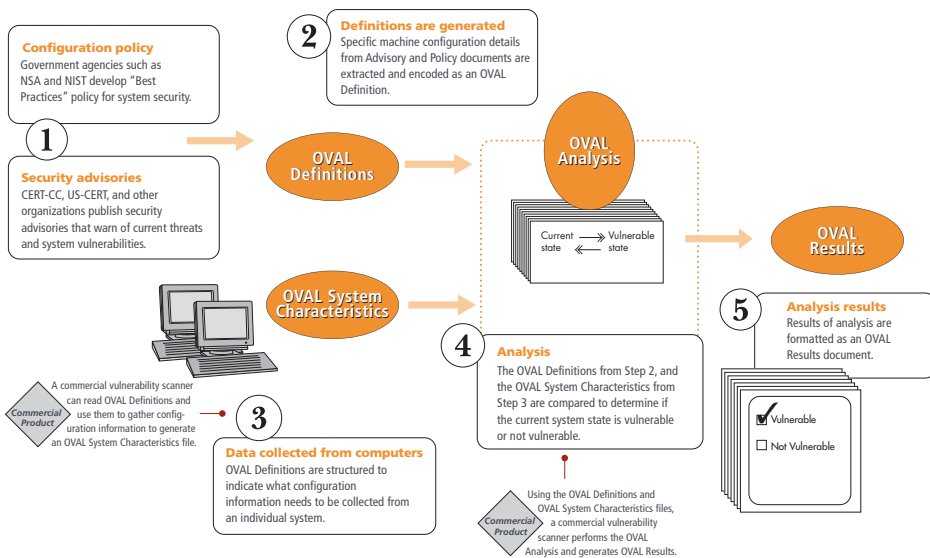 Configuration policy
Government agencies such as
NSA and NIST develop “Best
Practices” policy for system security.
1
Security advisories
CERT-CC, US-CERT, and other
organizations publish security
advisories that warn of current threats
and system vulnerabilities.
2
Definitions are generated
Specific machine configuration details
from Advisory and Policy documents are
extracted and encoded as an OVAL
Definition.
OVAL
Definitions
OVAL
Analysis
Current
state
Vulnerable
state
OVAL
Results
OVAL System
Characteristics
Commercial
Product
A commercial vulnerability scanner
can read OVAL Definitions and
use them to gather config-
uration information to generate
an OVAL System Characteristics file.
3
Data collected from computers
OVAL Definitions are structured to
indicate what configuration
information needs to be collected from
an individual system.
4
Analysis
The OVAL Definitions from Step 2, and
the OVAL System Characteristics from
Step 3 are compared to determine if
the current system state is vulnerable
or not vulnerable.
Commercial
Product
Using the OVAL Definitions and
OVAL System Characteristics files,
a commercial vulnerability
scanner performs the OVAL
Analysis and generates OVAL Results.
5
Analysis results
Results of analysis are
formatted as an OVAL
Results document.
Vulnerable
Not Vulnerable